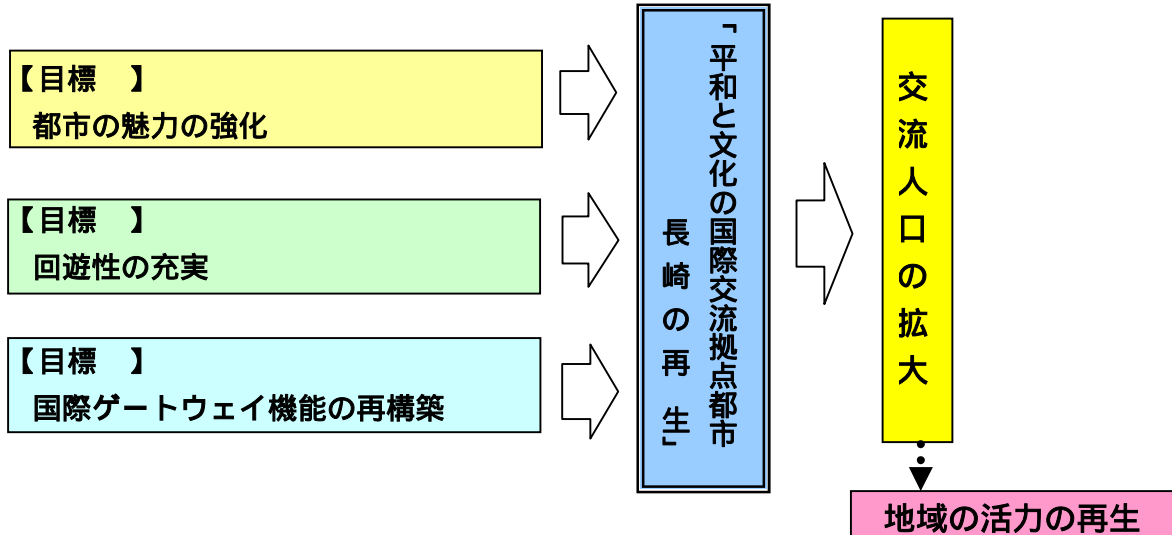 【目標　】
都市の魅力の強化
【目標　】
回遊性の充実
【目標　】
国際ゲートウェイ機能の再構築
「平和と文化の国際交流拠点都市
長崎の再生」
交流人口の拡大
地域の活力の再生